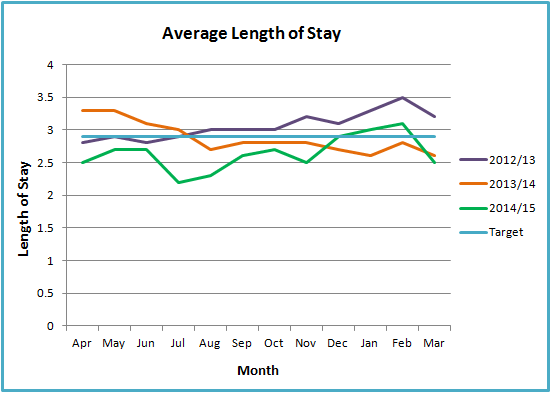 Average Length of Stay
4
3.5
3
2.5
2
1.5
1
0.5
0
Length of Stay
Apr May Jun Jul Aug Sep Oct Nov Dec Jan Feb Mar
Month
2012/13
2013/14
2014/15
Target